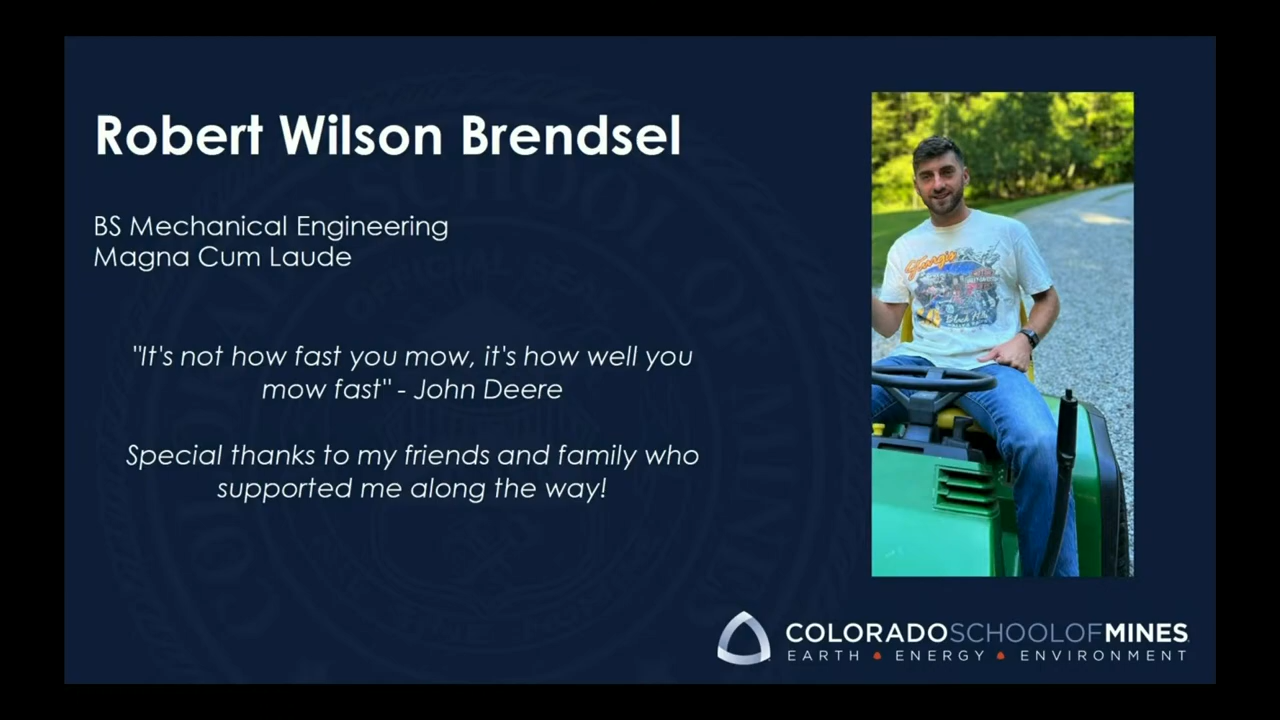 Robert Wilson Brendsel
BS Mechanical Engineering
Magna Cum Laude
"It's not how fast you mow, it's how well you
mow fast" - John Deere
Special thanks to my friends and family who
supported me along the way!
Georgia
COLORADOSCHOOLOFMINES
EARTH ENERGY ENVIRONMENT